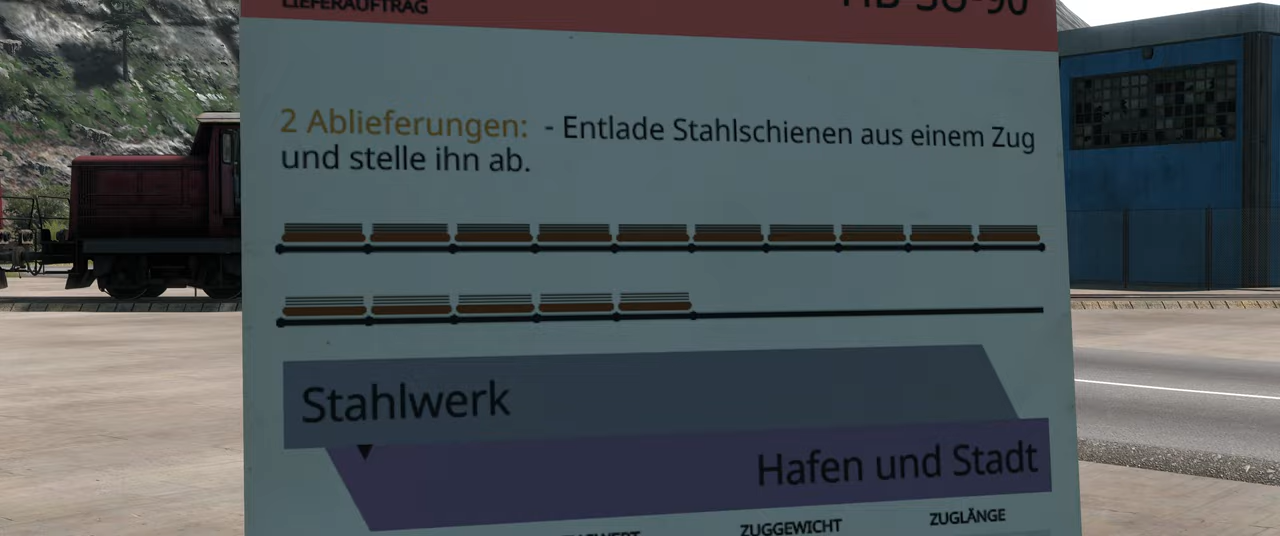 LIEFERAUFTRAG
2 Ablieferungen: - Entlade Stahlschienen aus einem Zug
und stelle ihn ab.
Stahlwerk
Hafen und Stadt
ZUGGEWICHT
ZUGLÄNGE